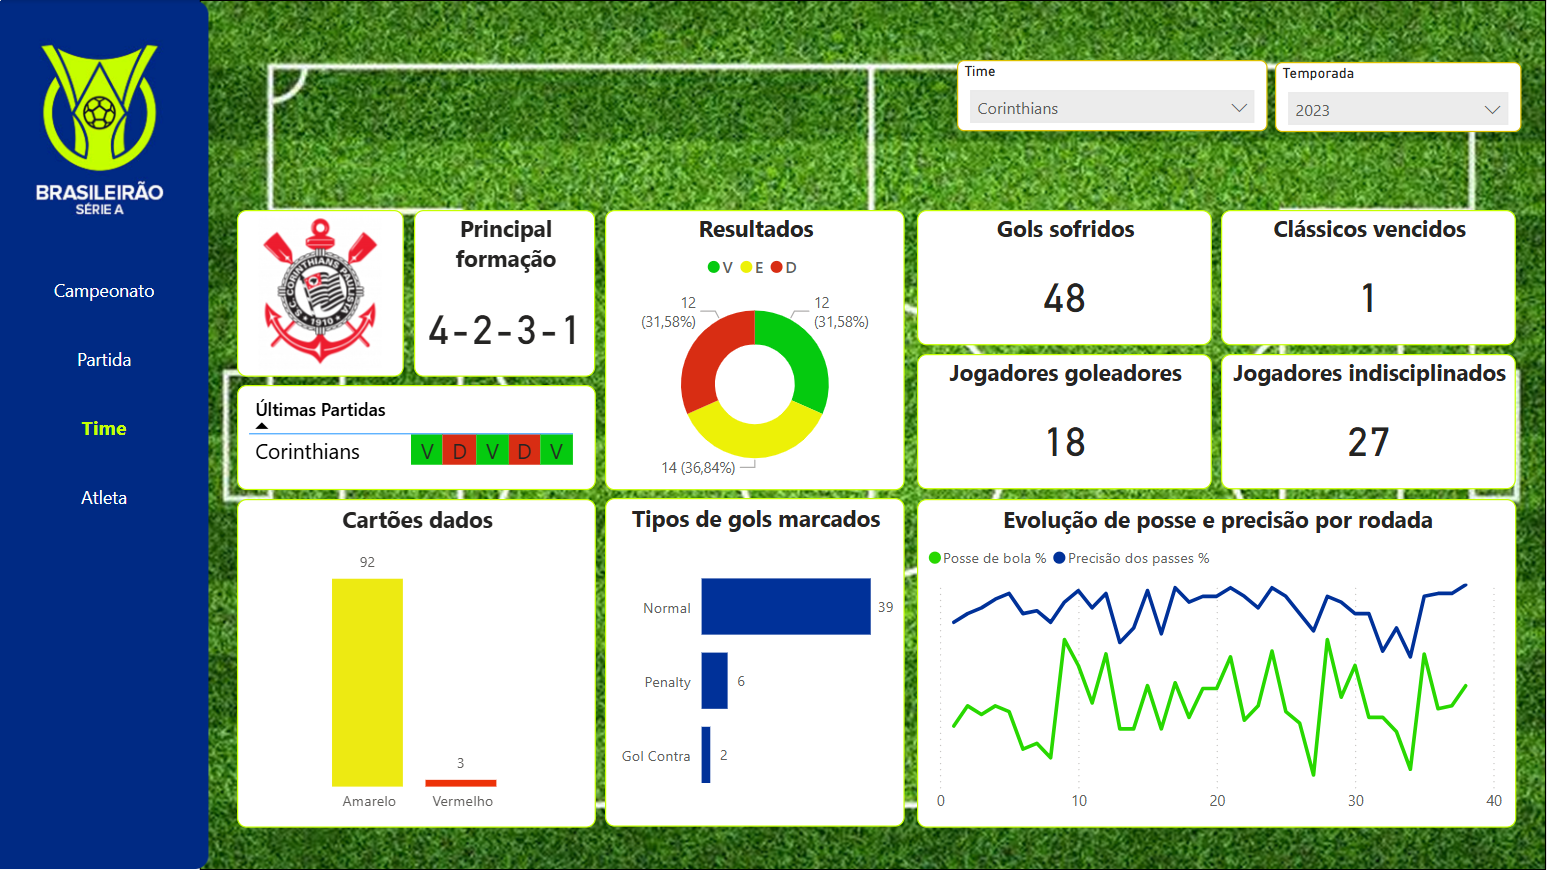 BRASILEIRÃO
SÉRIE A
Campeonato
Partida
Time
Atleta
Time
Corinthians
Temporada
2023
S.C. CORINTHIANS PAULISTA
1910
Principal
formação
4-2-3-1
Últimas Partidas
Corinthians V D V D V
Resultados
V E D
12
(31,58%)
12
(31,58%)
14 (36,84%)
Gols sofridos
48
Clássicos vencidos
1
Jogadores goleadores
18
Jogadores indisciplinados
27
Cartões dados
92
3
Amarelo Vermelho
Tipos de gols marcados
Normal 39
Penalty 6
Gol Contra 2
Evolução de posse e precisão por rodada
Posse de bola % Precisão dos passes %
0 10 20 30 40